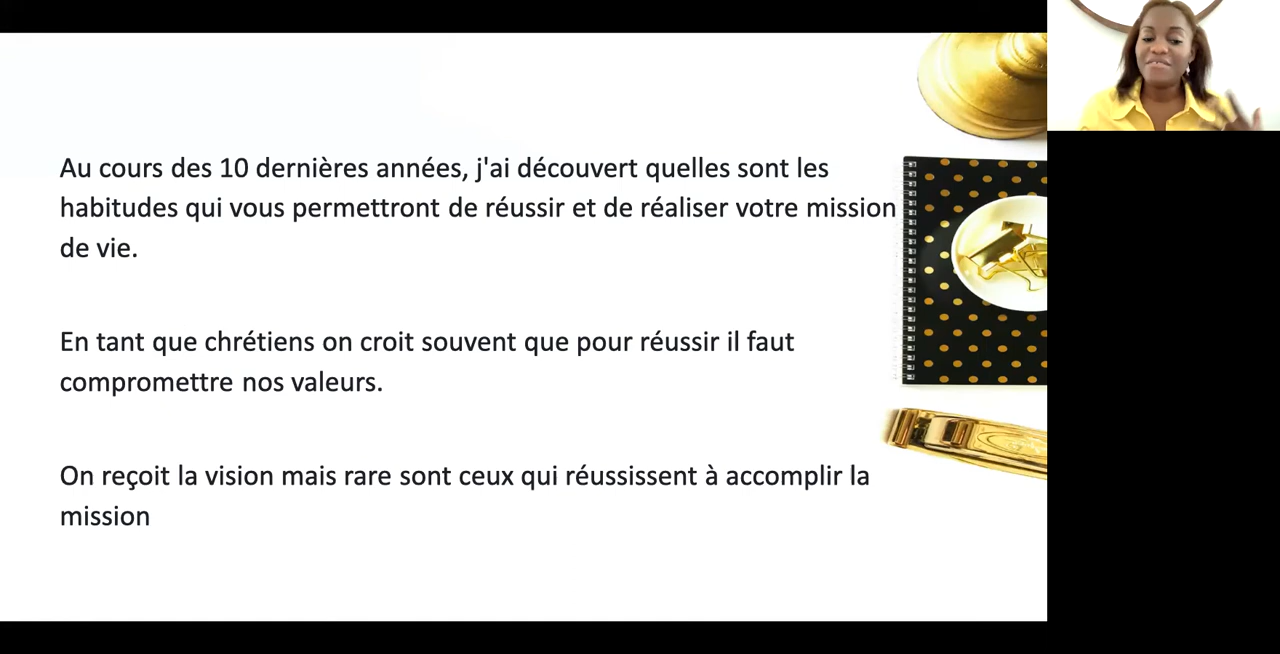 Au cours des 10 dernières années, j'ai découvert quelles sont les
habitudes qui vous permettront de réussir et de réaliser votre mission
de vie.
En tant que chrétiens on croit souvent que pour réussir il faut
compromettre nos valeurs.
On reçoit la vision mais rare sont ceux qui réussissent à accomplir la
mission